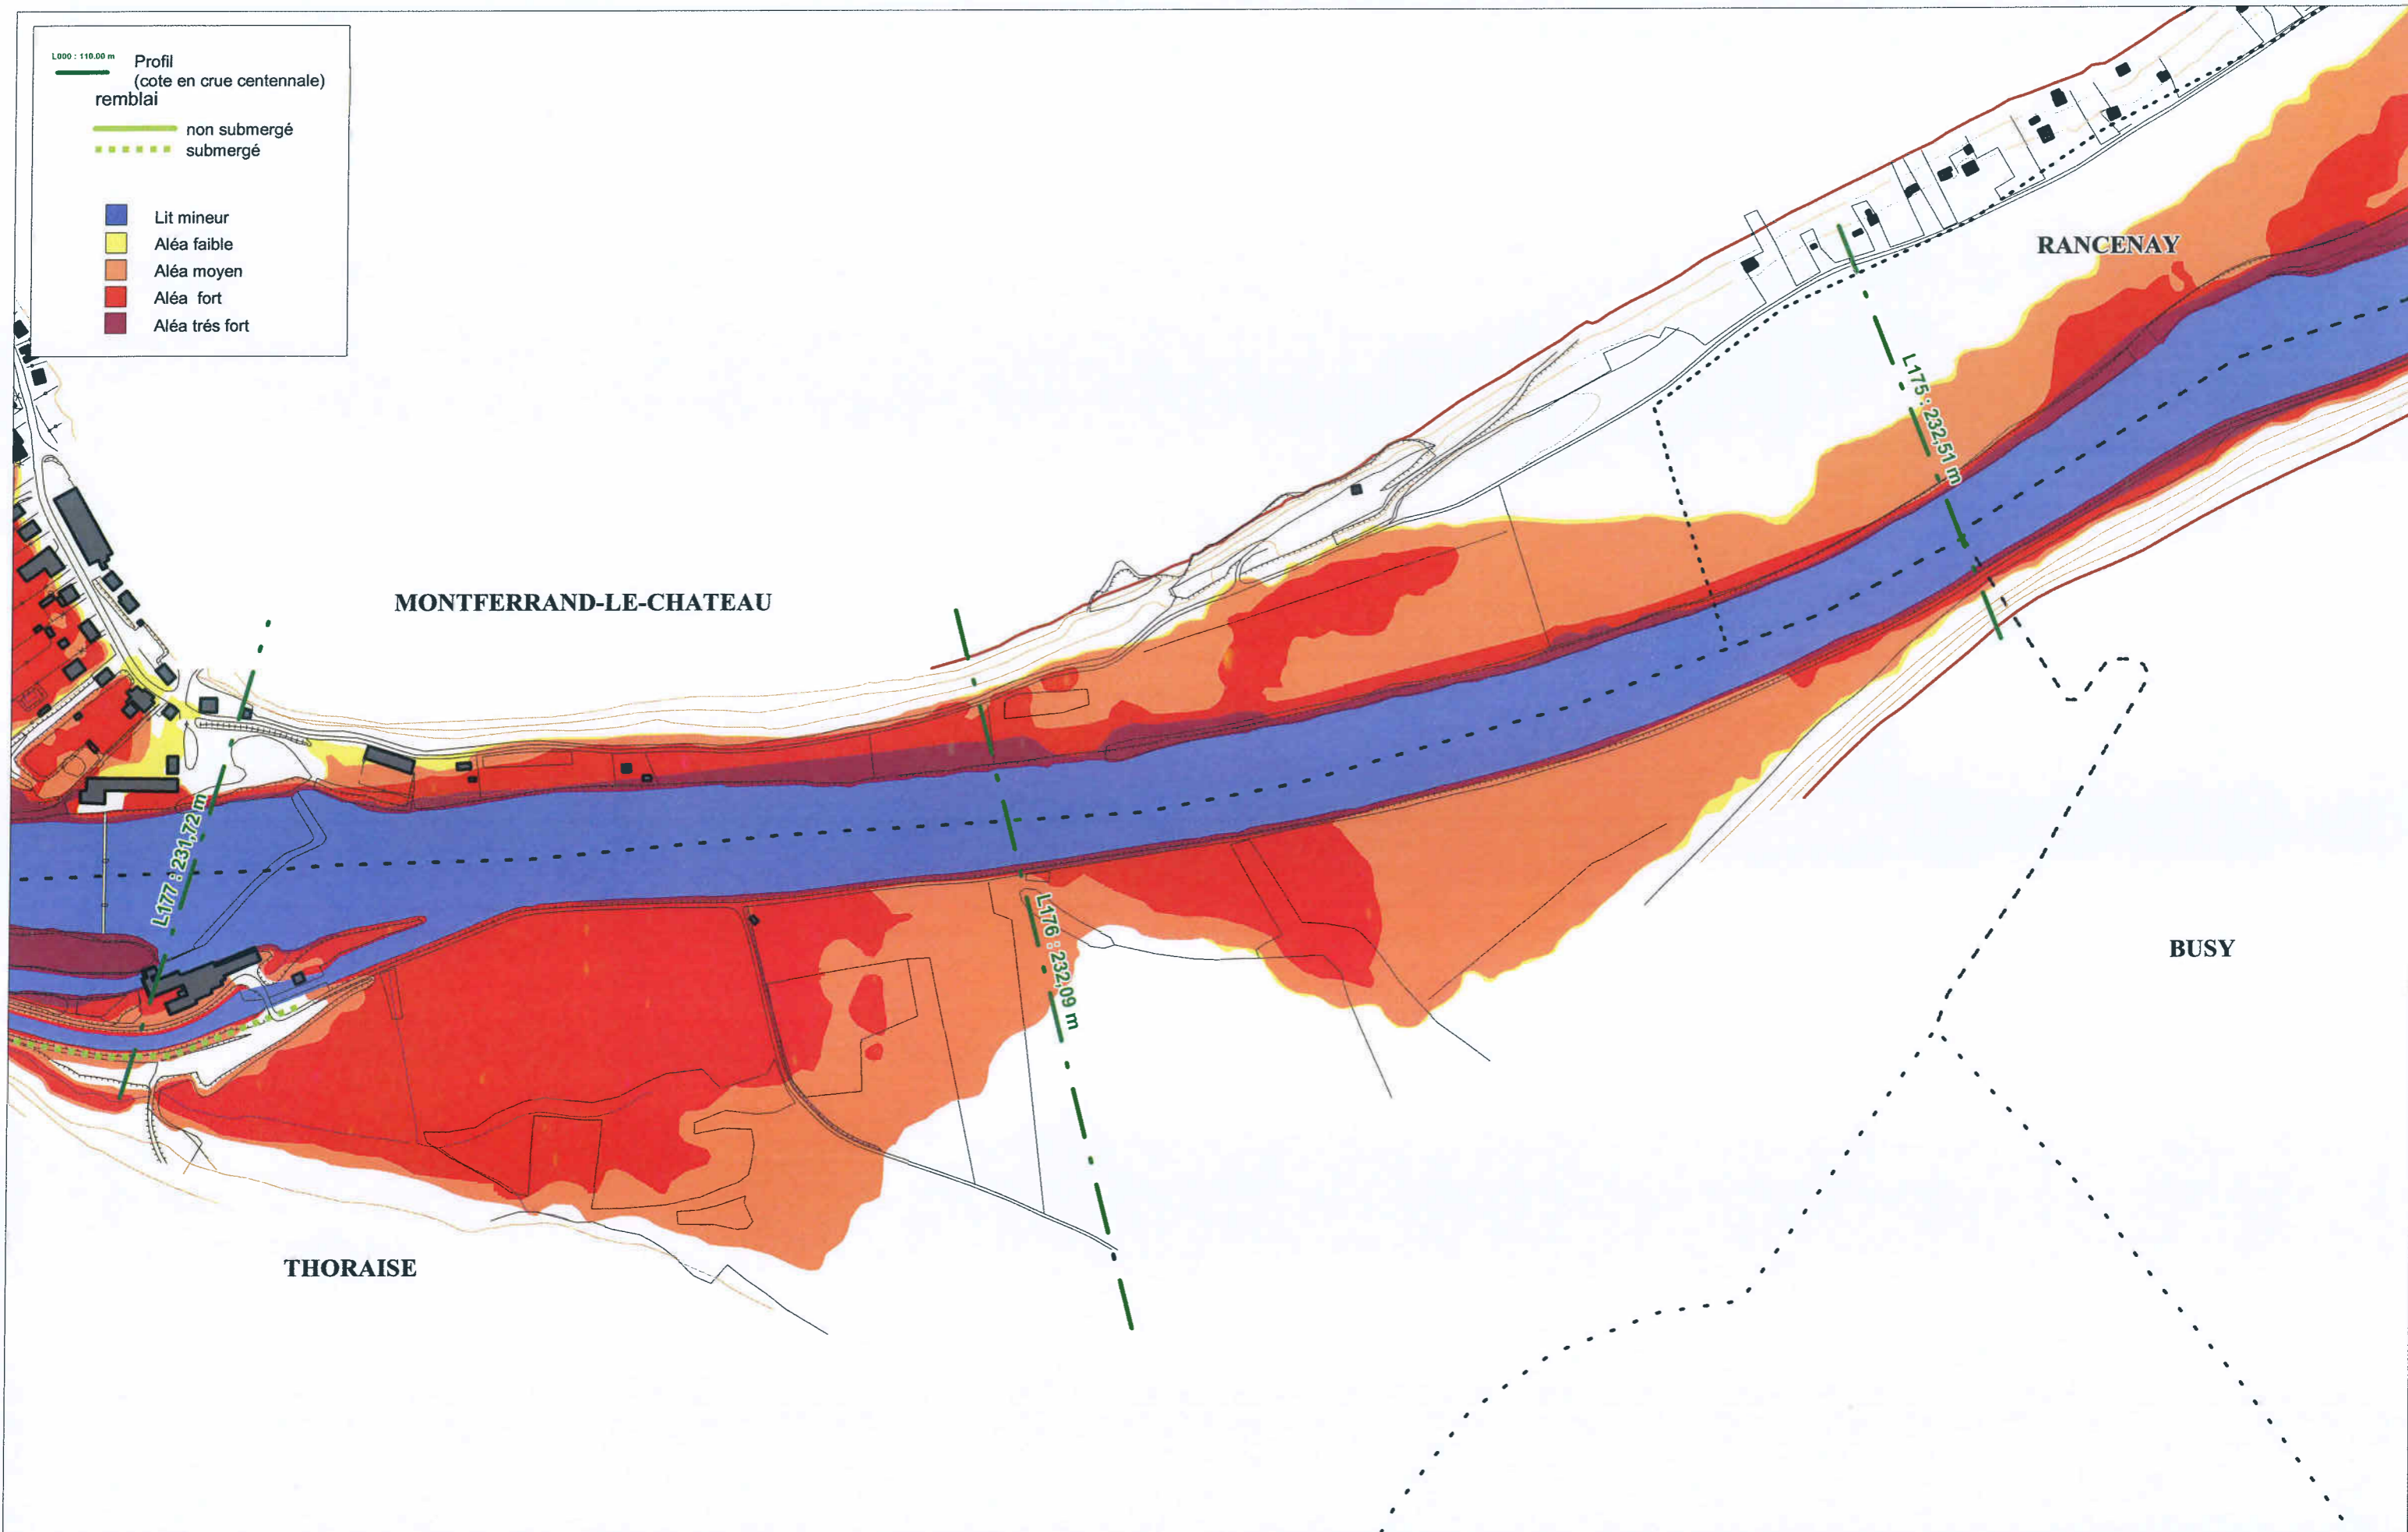 L000 : 110.00 m
Profil
(cote en crue centennale)
remblai
non submergé
submergé
Lit mineur
Aléa faible
Aléa moyen
Aléa  fort
Aléa trés fort
RANCENAY
L175 : 232,51 m
MONTFERRAND-LE-CHATEAU
L177 : 231,72 m
L176 : 232,09 m
BUSY
THORAISE